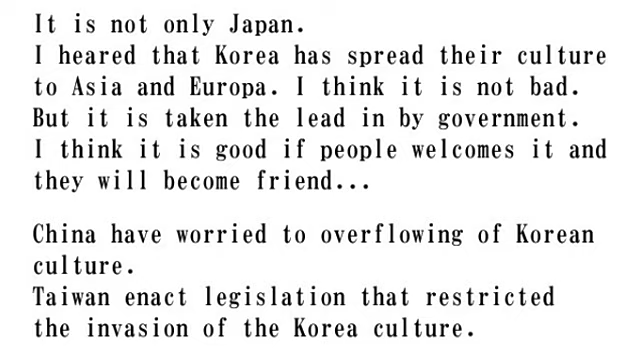 It is not only Japan.
I heared that Korea has spread their culture
to Asia and Europa. I think it is not bad.
But it is taken the lead in by government.
I think it is good if people welcomes it and
they will become friend...
China have worried to overflowing of Korean
culture.
Taiwan enact legislation that restricted
the invasion of the Korea culture.